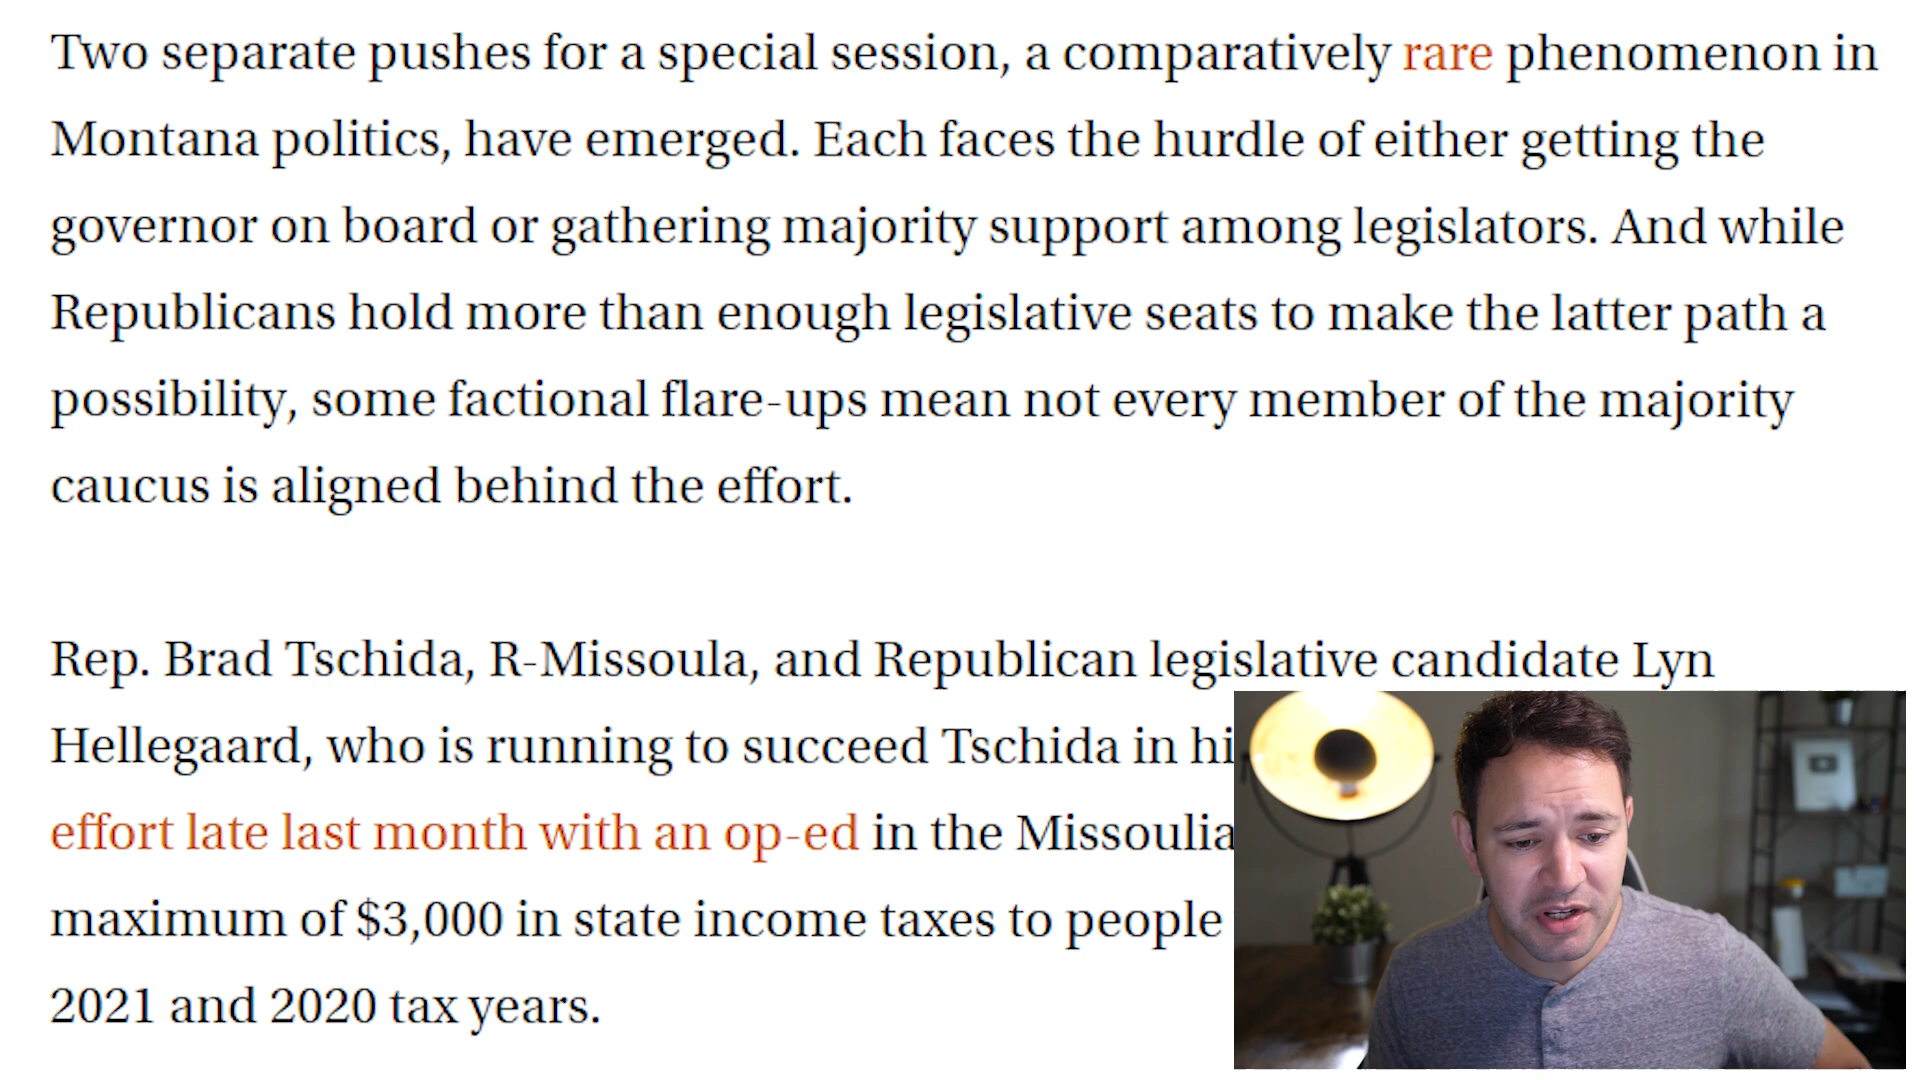 Two separate pushes for a special session, a comparatively rare phenomenon in
Montana politics, have emerged. Each faces the hurdle of either getting the
governor on board or gathering majority support among legislators. And while
Republicans hold more than enough legislative seats to make the latter path a
possibility, some factional flare-ups mean not every member of the majority
caucus is aligned behind the effort.
Rep. Brad Tschida, R-Missoula, and Republican legislative candidate Lyn
Hellegaard, who is running to succeed Tschida in hi
effort late last month with an op-ed in the Missoulia
maximum of $3,000 in state income taxes to people
2021 and 2020 tax years.